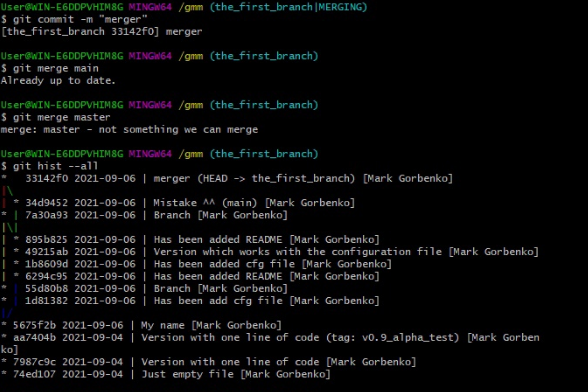 User@WIN-E6DDPVHIM8G MINGW64 /gmm (the_first_branch|MERGING)
$ git commit -m "merger"
[the_first_branch 33142f0] merger
User@WIN-E6DDPVHIM8G MINGW64 /gmm (the_first_branch)
$ git merge main
Already up to date.
User@WIN-E6DDPVHIM8G MINGW64 /gmm (the_first_branch)
$ git merge master
merge: master - not something we can merge
User@WIN-E6DDPVHIM8G MINGW64 /gmm (the_first_branch)
$ git hist --all
*   33142f0 2021-09-06 | merger (HEAD -> the_first_branch) [Mark Gorbenko]
|\
| * 34d9452 2021-09-06 | Mistake ^^ (main) [Mark Gorbenko]
* | 7a30a93 2021-09-06 | Branch [Mark Gorbenko]
|\|
| * 895b825 2021-09-06 | Has been added README [Mark Gorbenko]
| * 49215ab 2021-09-06 | Version which works with the configuration file [Mark Gorbenko]
| * 1b8609d 2021-09-06 | Has been added cfg file [Mark Gorbenko]
| * 6294c95 2021-09-06 | Has been added README [Mark Gorbenko]
* | 55d80b8 2021-09-06 | Branch [Mark Gorbenko]
* | 1d81382 2021-09-06 | Has been add cfg file [Mark Gorbenko]
|/
* 5675f2b 2021-09-06 | My name [Mark Gorbenko]
* aa7404b 2021-09-04 | Version with one line of code (tag: v0.9_alpha_test) [Mark Gorben
ko]
* 7987c9c 2021-09-04 | Version with one line of code [Mark Gorbenko]
* 74ed107 2021-09-04 | Just empty file [Mark Gorbenko]